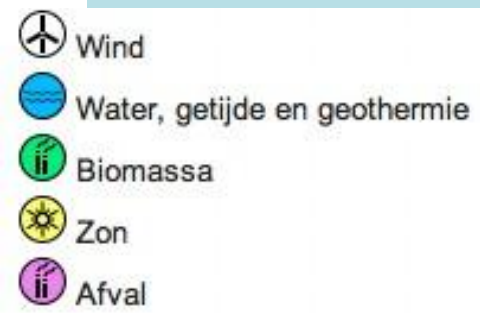 Wind
Water, getijde en geothermie
Biomassa
Zon
Afval